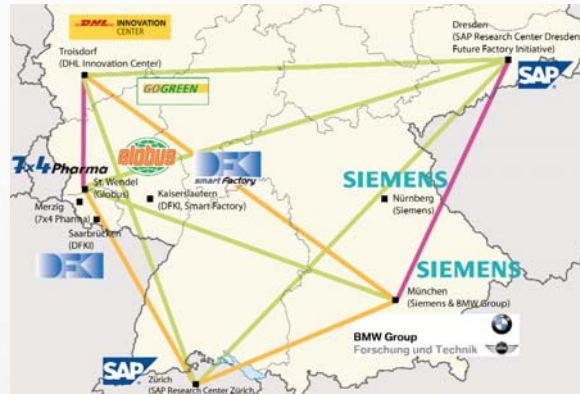 DHL INNOVATION
CENTER
Troisdorf
(DHL Innovation Center)
GOGREEN
Dresden
(SAP Research Center Dresden
Future Factory Initiative)
SAP
Globus
7x4 Pharma
St. Wendel
(Globus)
DFKI
smart Factory
Kaiserslautern
(DFKI, Smart Factory)
Merzig
(7x4 Pharma)
Saarbrücken
(DFKI)
DFKI
SIEMENS
Nürnberg
(Siemens)
SIEMENS
München
(Siemens & BMW Group)
BMW Group
Forschung und Technik
SAP
Zürich
(SAP Research Center Zürich,